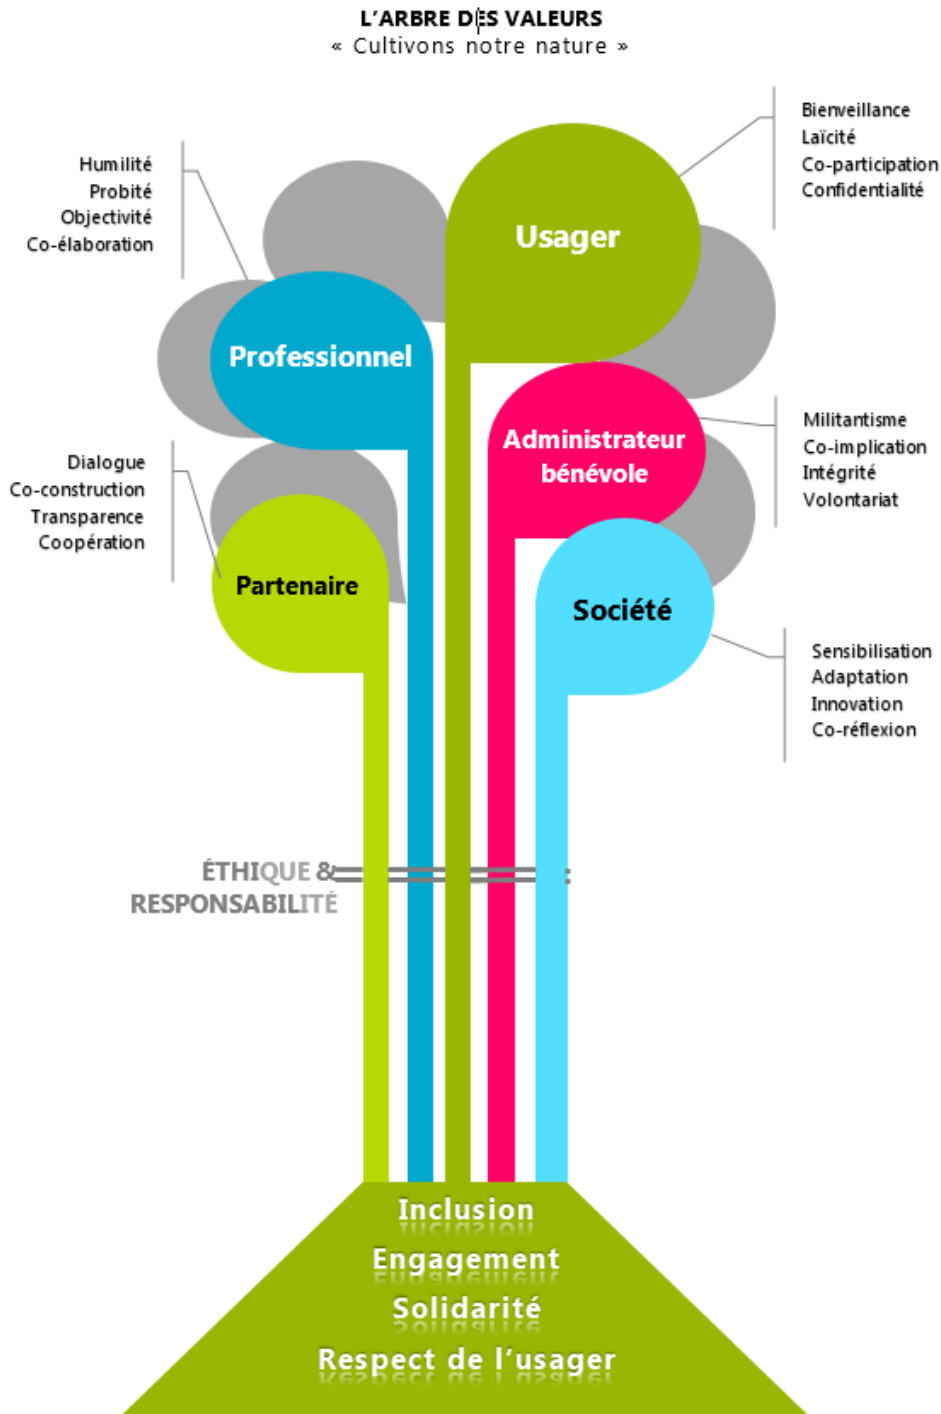 L’ARBRE DES VALEURS
« Cultivons notre nature »
Bienveillance
Laïcité
Co-participation
Confidentialité
Humilité
Probité
Objectivité
Co-élaboration
Usager
Professionnel
Militantisme
Co-implication
Intégrité
Volontariat
Administrateur
bénévole
Dialogue
Co-construction
Transparence
Coopération
Partenaire
Société
Sensibilisation
Adaptation
Innovation
Co-réflexion
ÉTHIQUE &
RESPONSABILITÉ
Inclusion
Engagement
Solidarité
Respect de l’usager